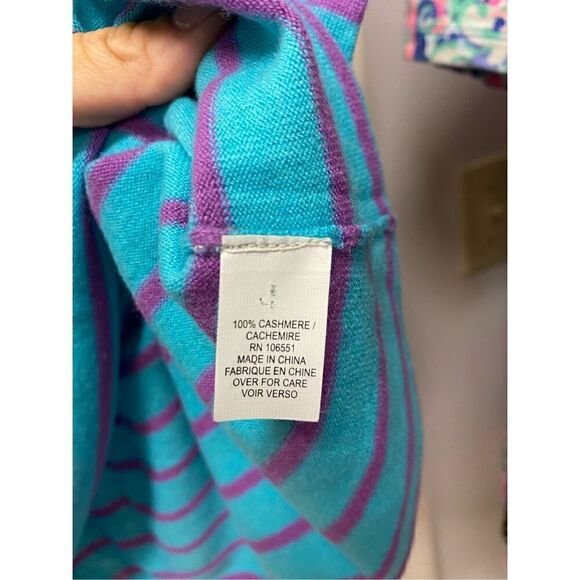 100% CASHMERE /
CACHEMIRE
RN 106551
MADE IN CHINA
FABRIQUE EN CHINE
OVER FOR CARE
VOIR VERSO